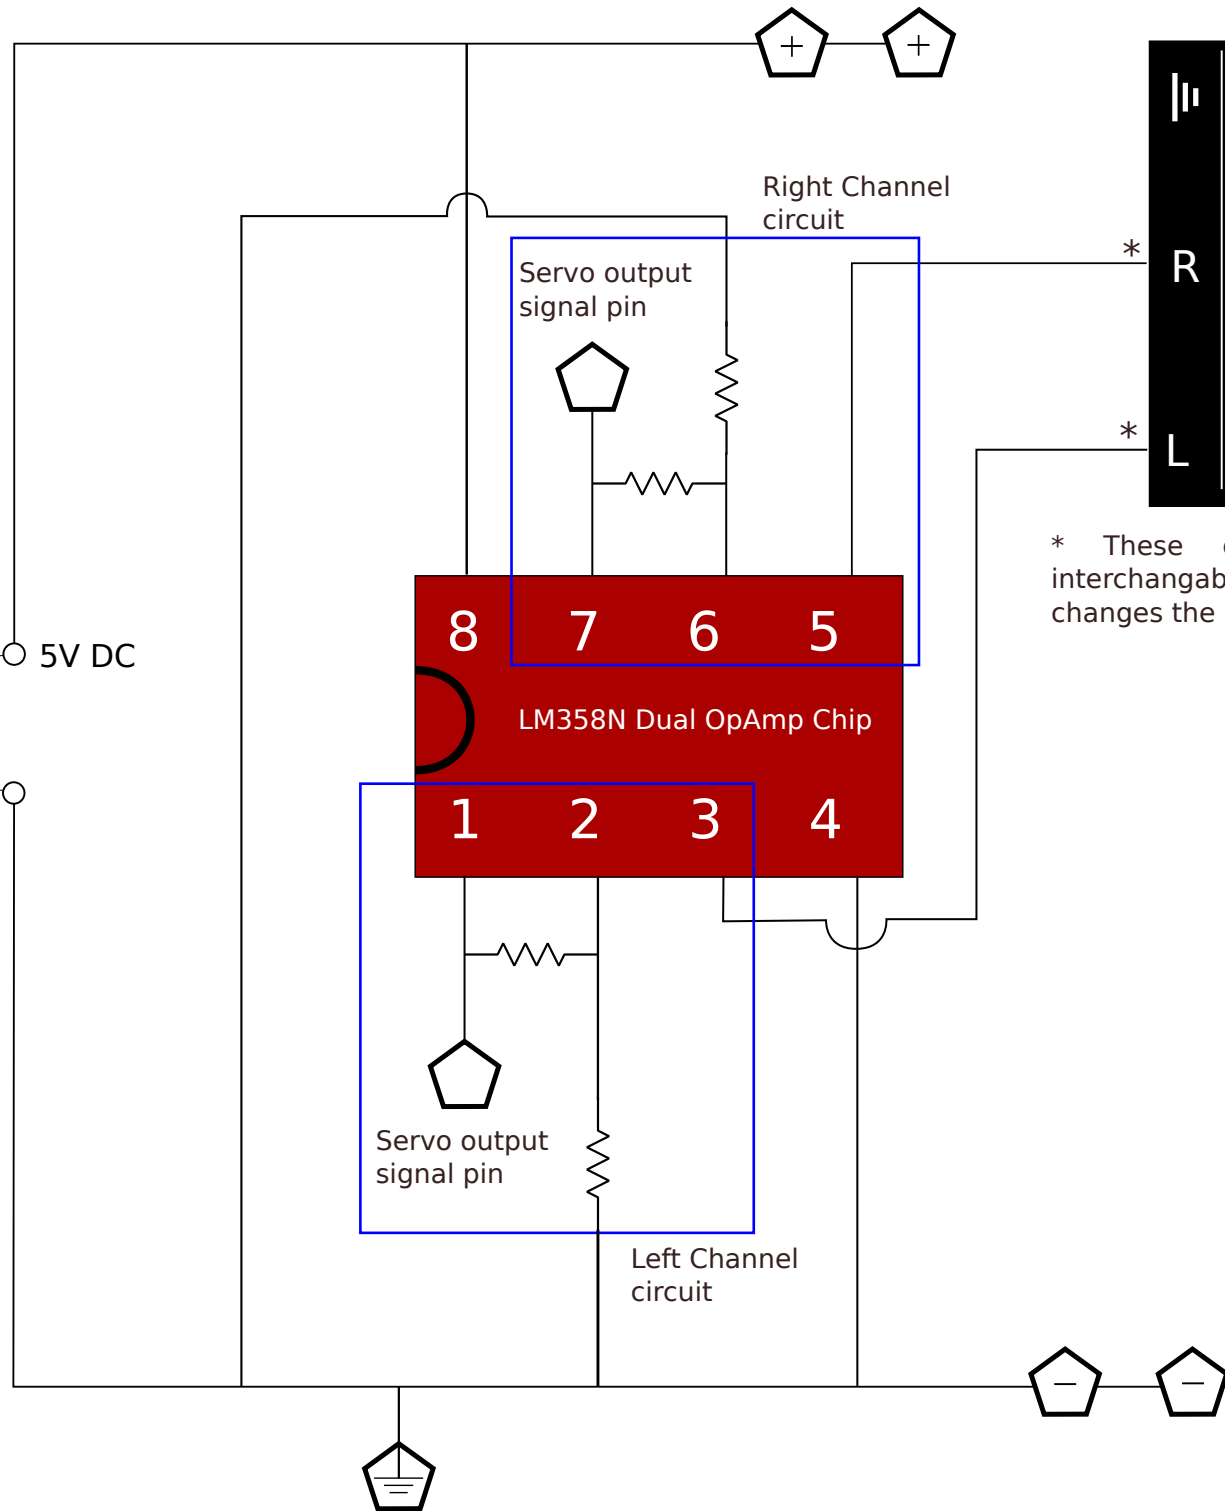 + +
Right Channel
circuit
Servo output
signal pin
* R
* L
* These
interchangab
changes the
8 7 6 5
5V DC
LM358N Dual OpAmp Chip
1 2 3 4
Servo output
signal pin
Left Channel
circuit
− −